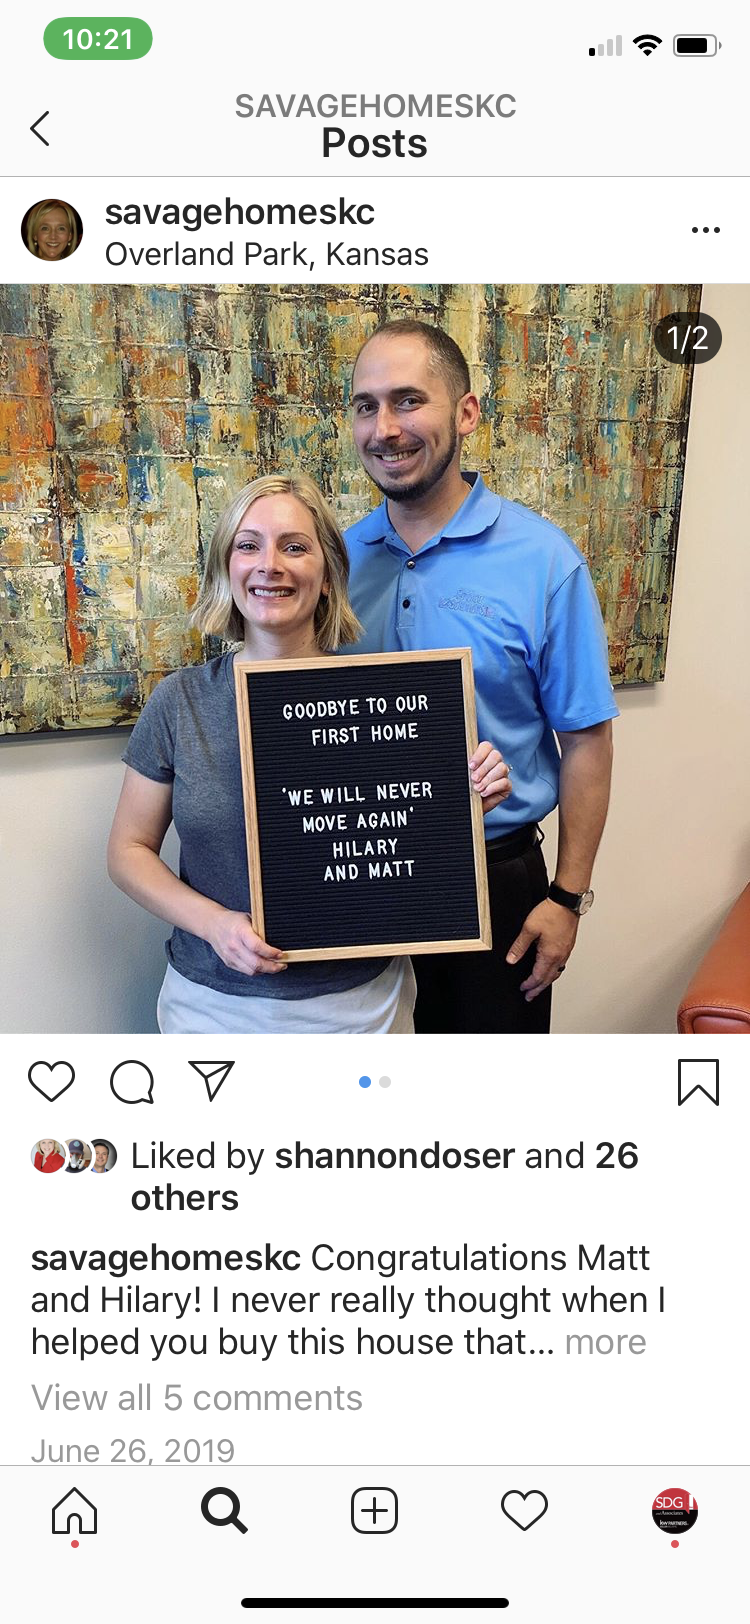 10:21
SAVAGEHOMESKC
Posts
savagehomeskc
Overland Park, Kansas
1/2
GOODBYE TO OUR
FIRST HOME
'WE WILL NEVER
MOVE AGAIN'
HILARY
AND MATT
Liked by shannondoser and 26
others
savagehomeskc Congratulations Matt
and Hilary! I never really thought when I
helped you buy this house that... more
View all 5 comments
June 26, 2019
SDG